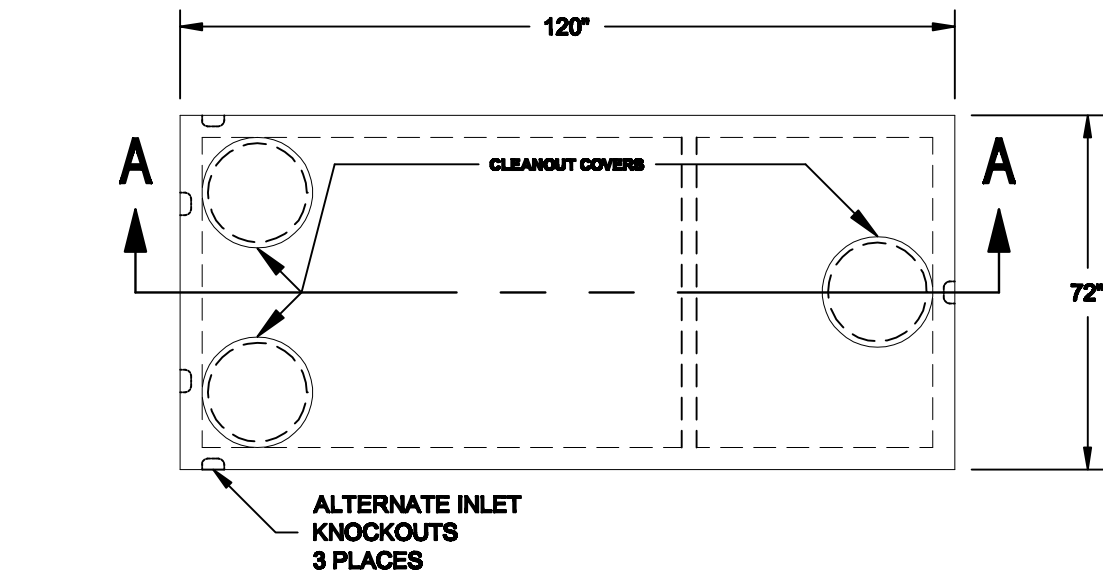 120"
A
CLEANOUT COVERS
A
72"
ALTERNATE INLET
KNOCKOUTS
3 PLACES